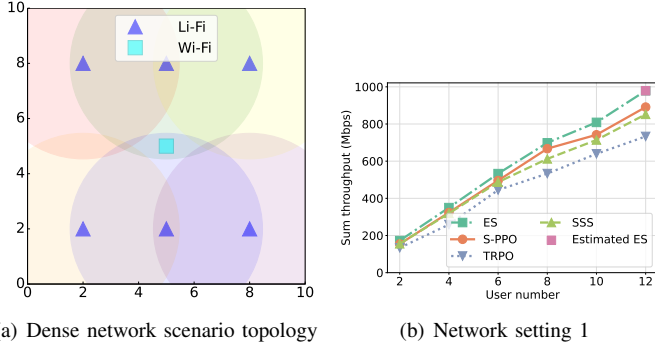 10
8
6
4
2
0
0 2 4 6 8 10
Li-Fi
Wi-Fi
a) Dense network scenario topology
Sum throughput (Mbps)
1000
800
600
400
200
0
2 4 6 8 10 12
User number
ES
S-PPO
TRPO
SSS
Estimated ES
(b) Network setting 1